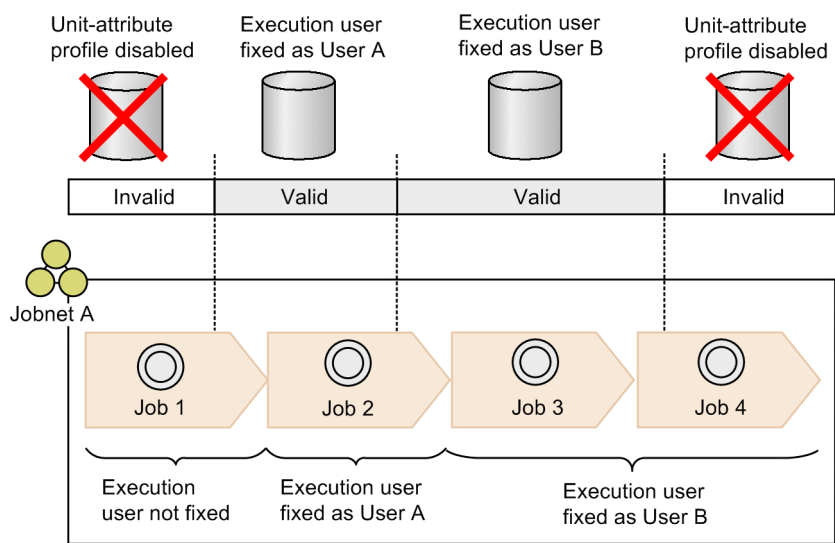 Unit-attribute
profile disabled
Execution user
fixed as User A
Execution user
fixed as User B
Unit-attribute
profile disabled
Invalid
Valid
Valid
Invalid
Jobnet A
Job 1
Job 2
Job 3
Job 4
Execution
user not fixed
Execution user
fixed as User A
Execution user
fixed as User B